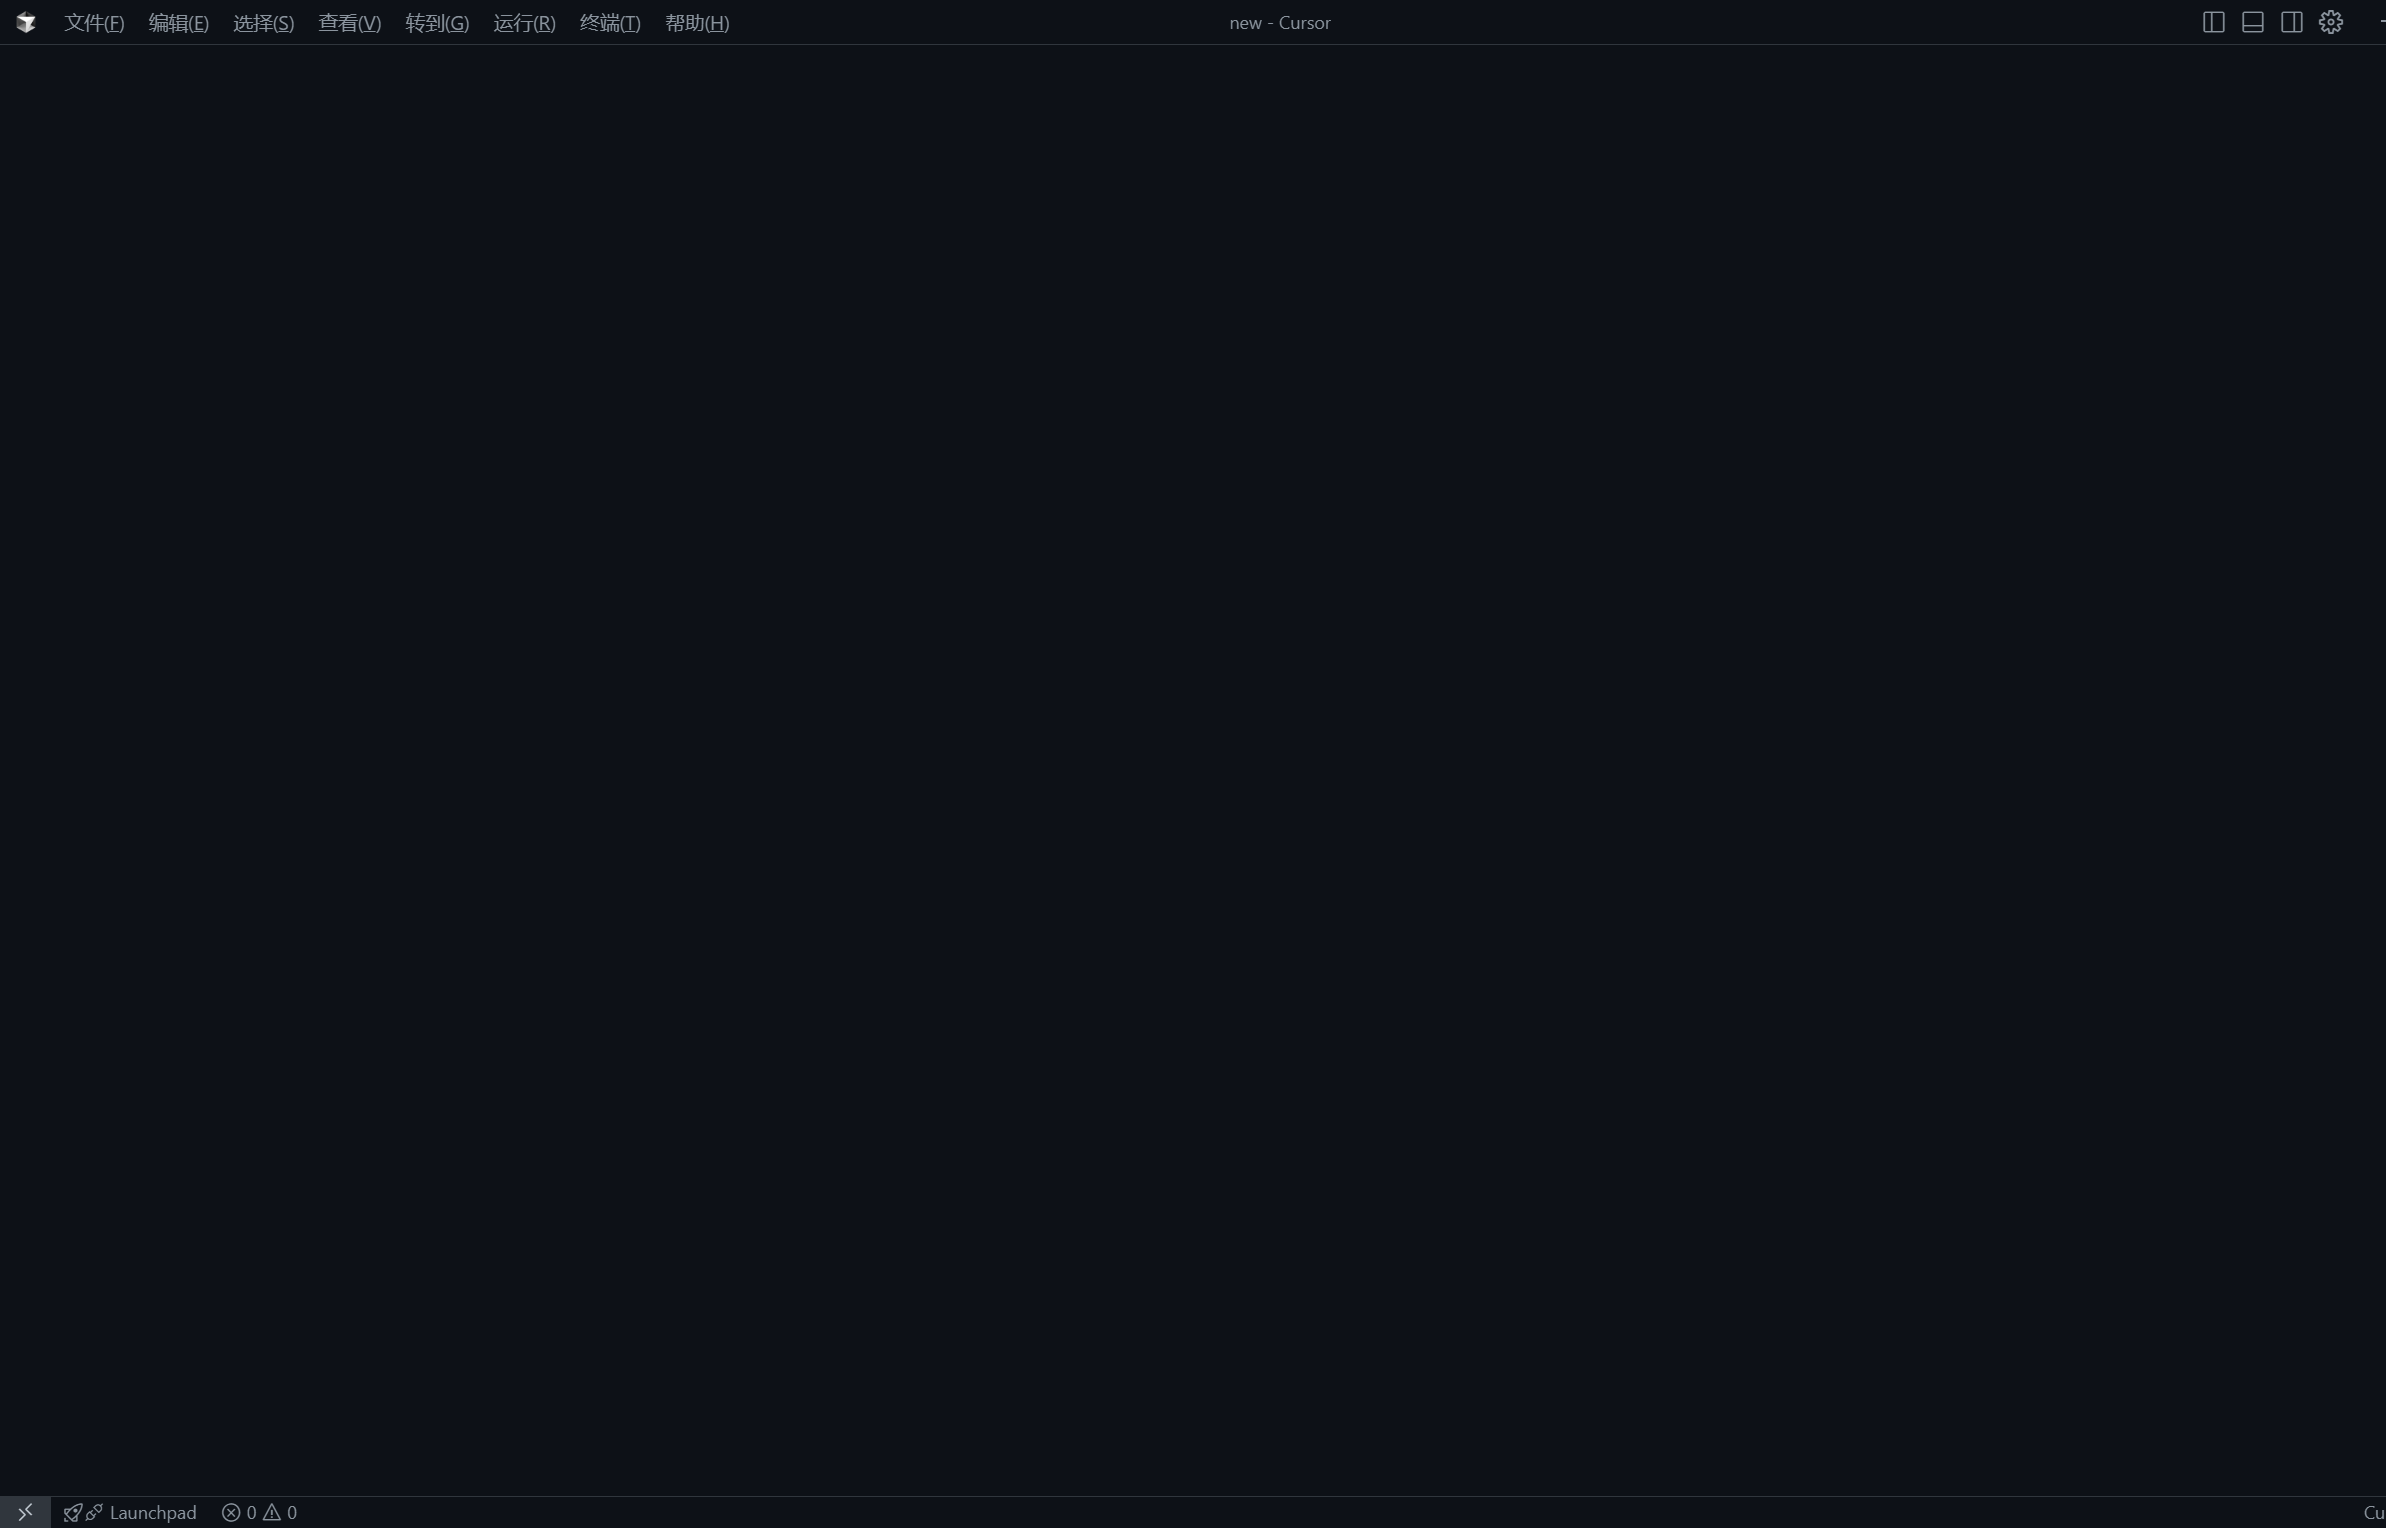 文件(F) 编辑(E) 选择(S) 查看(V) 转到(G) 运行(R) 终端(T) 帮助(H) new - Cursor
Launchpad 0 0 Cu